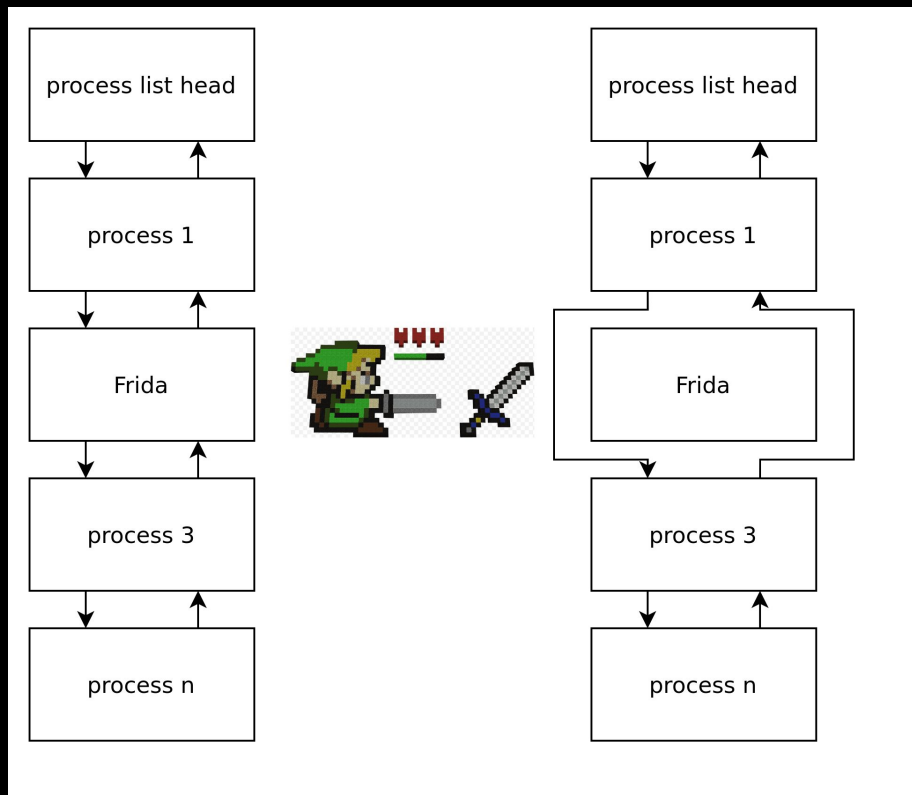 process list head
process 1
Frida
process 3
process n
process list head
process 1
Frida
process 3
process n